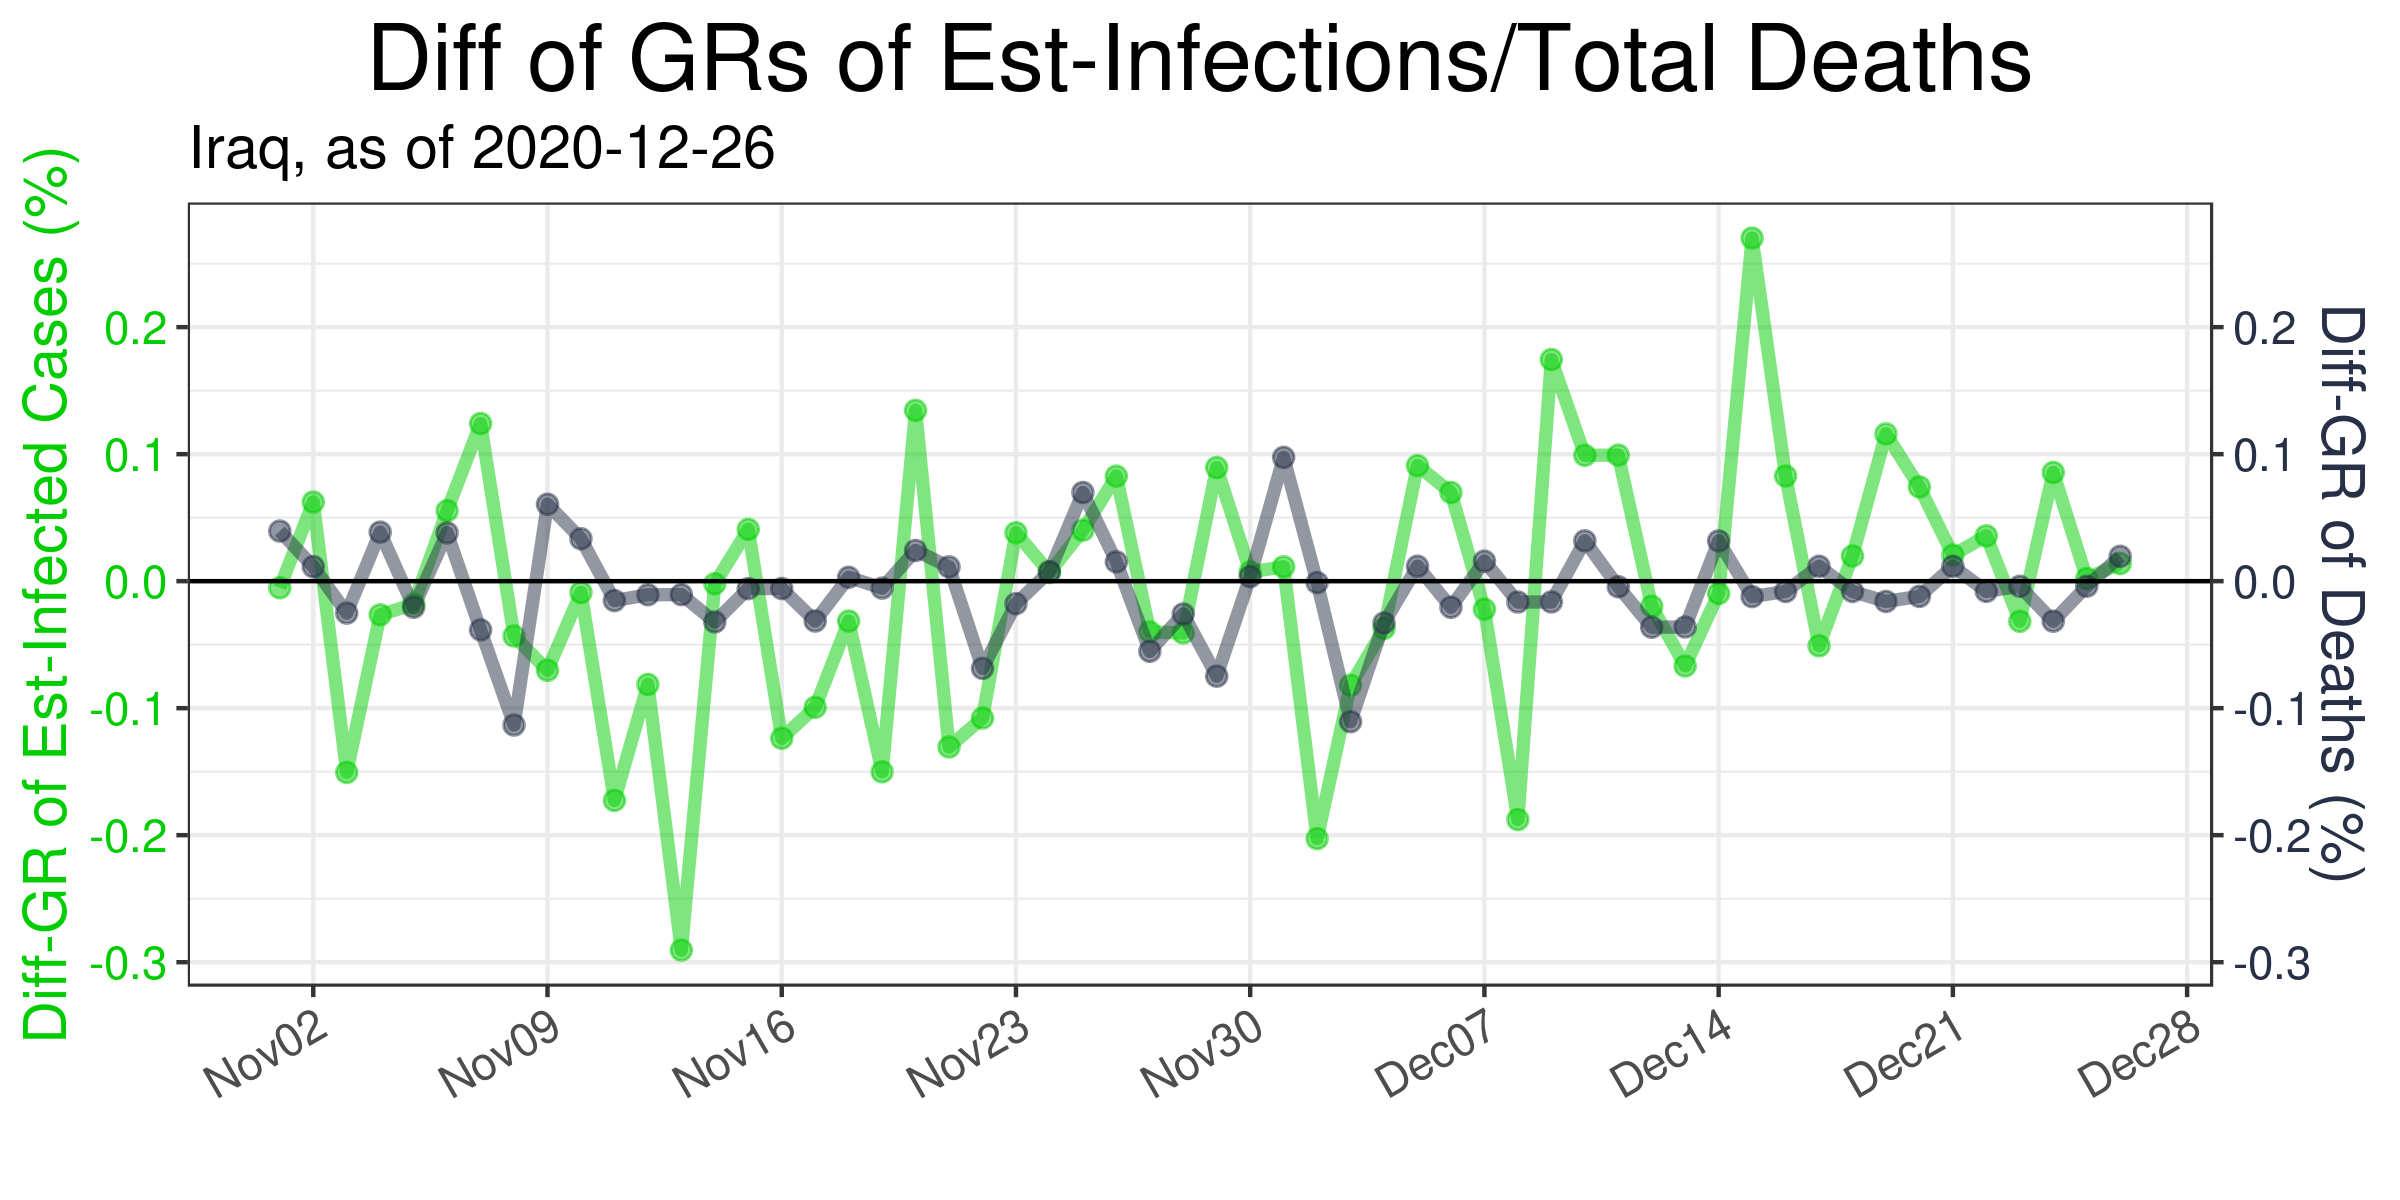 Diff of GRs of Est-Infections/Total Deaths
Iraq, as of 2020-12-26
Diff-GR of Est-Infected Cases (%)
0.2
0.1
0.0
-0.1
-0.2
-0.3
0.2
0.1
0.0
-0.1
-0.2
-0.3
Diff-GR of Deaths (%)
Nov02
Nov09
Nov16
Nov23
Nov30
Dec07
Dec14
Dec21
Dec28